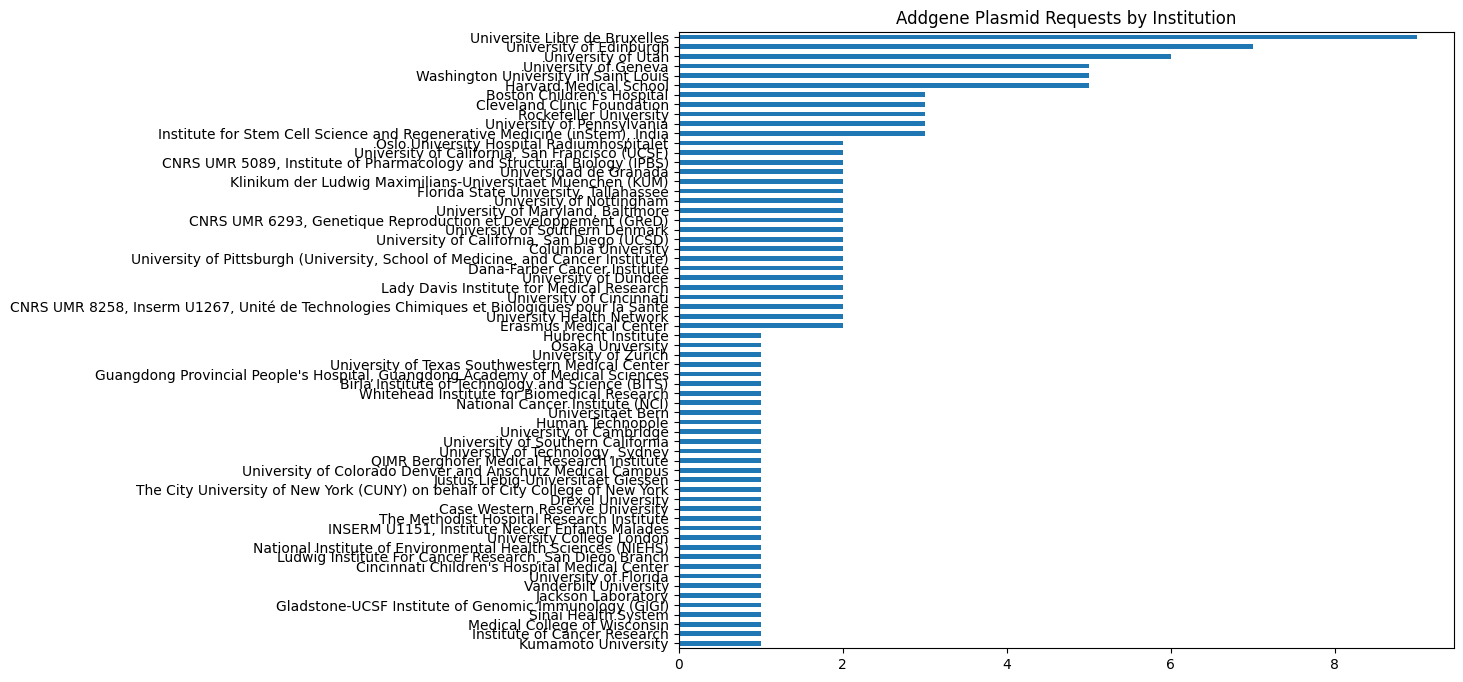 Addgene Plasmid Requests by Institution
Universite Libre de Bruxelles
University of Edinburgh
University of Utah
University of Geneva
Washington University in Saint Louis
Harvard Medical School
Boston Children's Hospital
Cleveland Clinic Foundation
Rockefeller University
University of Pennsylvania
Institute for Stem Cell Science and Regenerative Medicine (inStem), India
Oslo University Hospital Radiumhospitalet
University of California, San Francisco (UCSF)
CNRS UMR 5089, Institute of Pharmacology and Structural Biology (IPBS)
Universidad de Granada
Klinikum der Ludwig Maximilians-Universitaet Muenchen (KUM)
Florida State University, Tallahassee
University of Nottingham
University of Maryland, Baltimore
CNRS UMR 6293, Genetique Reproduction et Developpement (GReD)
University of Southern Denmark
University of California, San Diego (UCSD)
Columbia University
University of Pittsburgh (University, School of Medicine, and Cancer Institute)
Dana-Farber Cancer Institute
University of Dundee
Lady Davis Institute for Medical Research
University of Cincinnati
CNRS UMR 8258, Inserm U1267, Unité de Technologies Chimiques et Biologiques pour la Santé
University Health Network
Erasmus Medical Center
Hubrecht Institute
Osaka University
University of Zurich
University of Texas Southwestern Medical Center
Guangdong Provincial People's Hospital, Guangdong Academy of Medical Sciences
Birla Institute of Technology and Science (BITS)
Whitehead Institute for Biomedical Research
National Cancer Institute (NCI)
Universitaet Bern
Human Technopole
University of Cambridge
University of Southern California
University of Technology, Sydney
QIMR Berghofer Medical Research Institute
University of Colorado Denver and Anschutz Medical Campus
Justus Liebig-Universitaet Giessen
The City University of New York (CUNY) on behalf of City College of New York
Drexel University
Case Western Reserve University
The Methodist Hospital Research Institute
INSERM U1151, Institute Necker Enfants Malades
University College London
National Institute of Environmental Health Sciences (NIEHS)
Ludwig Institute For Cancer Research, San Diego Branch
Cincinnati Children's Hospital Medical Center
University of Florida
Vanderbilt University
Jackson Laboratory
Gladstone-UCSF Institute of Genomic Immunology (GIGI)
Sinai Health System
Medical College of Wisconsin
Institute of Cancer Research
Kumamoto University
0 2 4 6 8